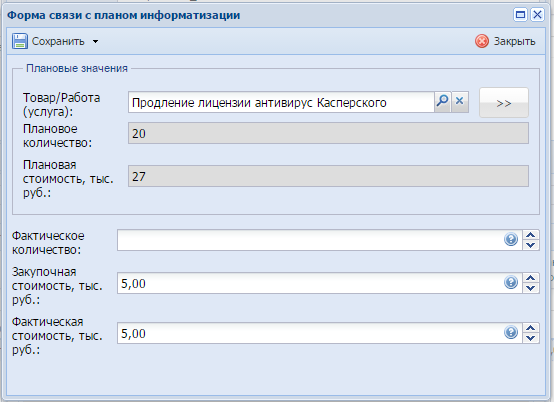 Форма связи с планом информатизации
Сохранить
Закрыть
Плановые значения
Товар/Работа
(услуга):
Продление лицензии антивирус Касперского
>>
Плановое
количество:
20
Плановая
стоимость, тыс.
руб.:
27
Фактическое
количество:
Закупочная
стоимость, тыс.
руб.:
5,00
Фактическая
стоимость, тыс.
руб.:
5,00